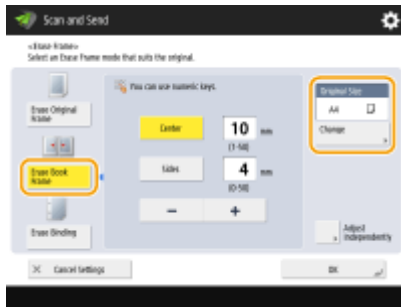 Scan and Send
<Erase Frame>
Select an Erase Frame mode that suits the original.
Erase Original
Frame
Erase Book
Frame
Erase Binding
You can use numeric keys.
Center
10 mm
(1-50)
Sides
4 mm
(0-50)
−
+
Original Size
A4
Change
Adjust
Independently
× Cancel Settings
OK